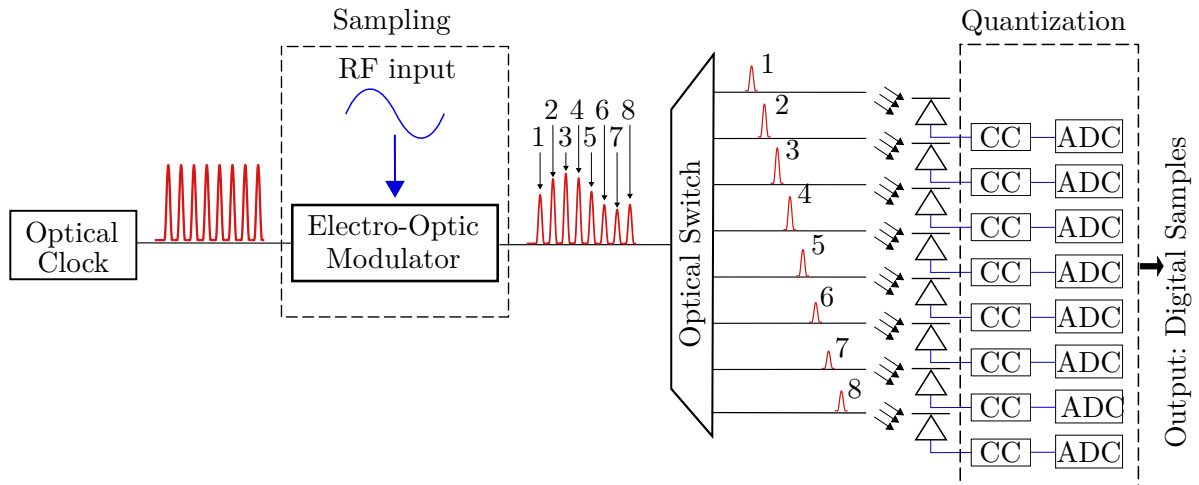 Sampling
Quantization
RF input
Optical
Clock
Electro-Optic
Modulator
1
2
3
4
5
6
7
8
Optical Switch
1
2
3
4
5
6
7
8
CC ADC
CC ADC
CC ADC
CC ADC
CC ADC
CC ADC
CC ADC
CC ADC
Output: Digital Samples